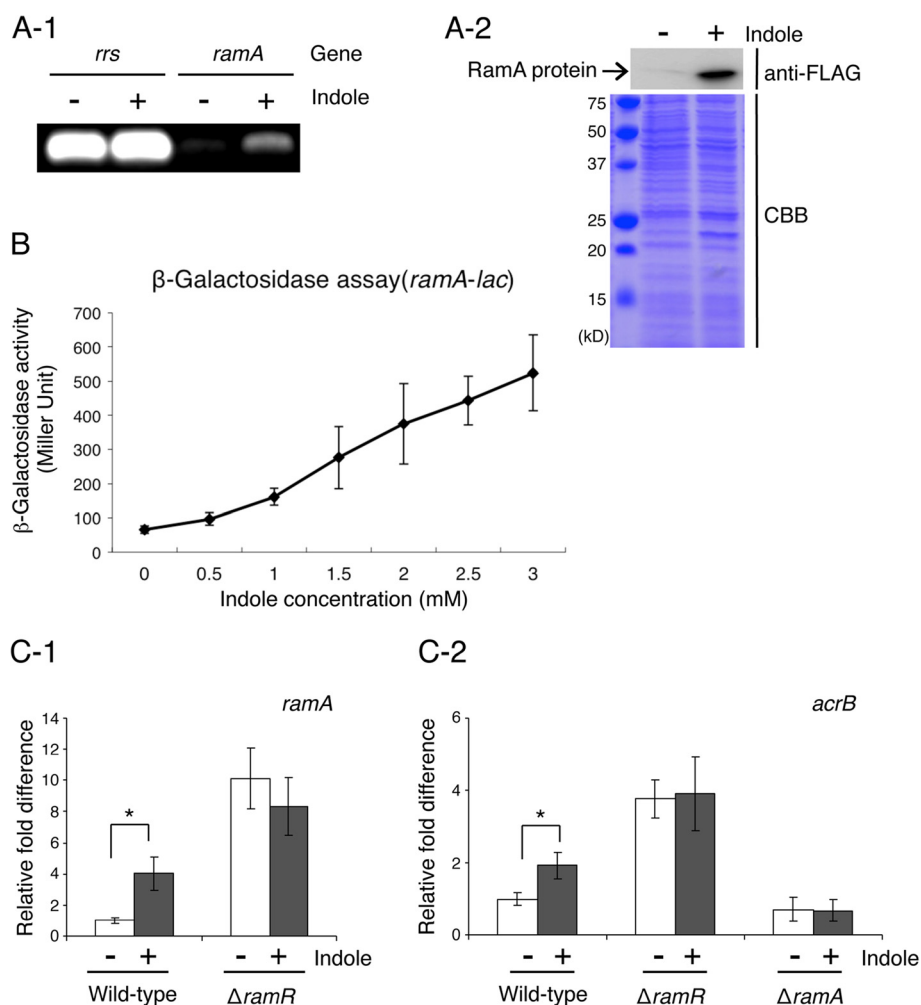 A-1
rrs ramA Gene
- + - + Indole
A-2
- + Indole
RamA protein anti-FLAG
75
50
37
25
20
15
(kD)
CBB
B
β-Galactosidase assay(ramA-lac)
β-Galactosidase activity
(Miller Unit)
700
600
500
400
300
200
100
0
0 0.5 1 1.5 2 2.5 3
Indole concentration (mM)
C-1
ramA
Relative fold difference
14
12
10
8
6
4
2
0
*
- + - + Indole
Wild-type ΔramR
C-2
acrB
Relative fold difference
6
4
2
0
*
- + - + - + Indole
Wild-type ΔramR ΔramA